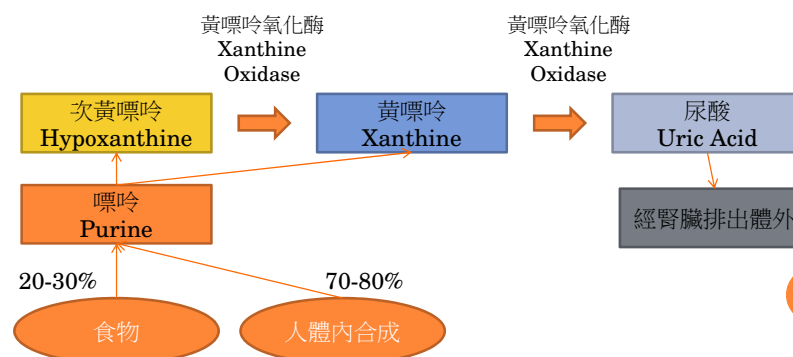 黃嘌呤氧化酶
Xanthine
Oxidase
黃嘌呤氧化酶
Xanthine
Oxidase
次黃嘌呤
Hypoxanthine
黃嘌呤
Xanthine
尿酸
Uric Acid
嘌呤
Purine
經腎臟排出體外
20-30%
70-80%
食物
人體內合成